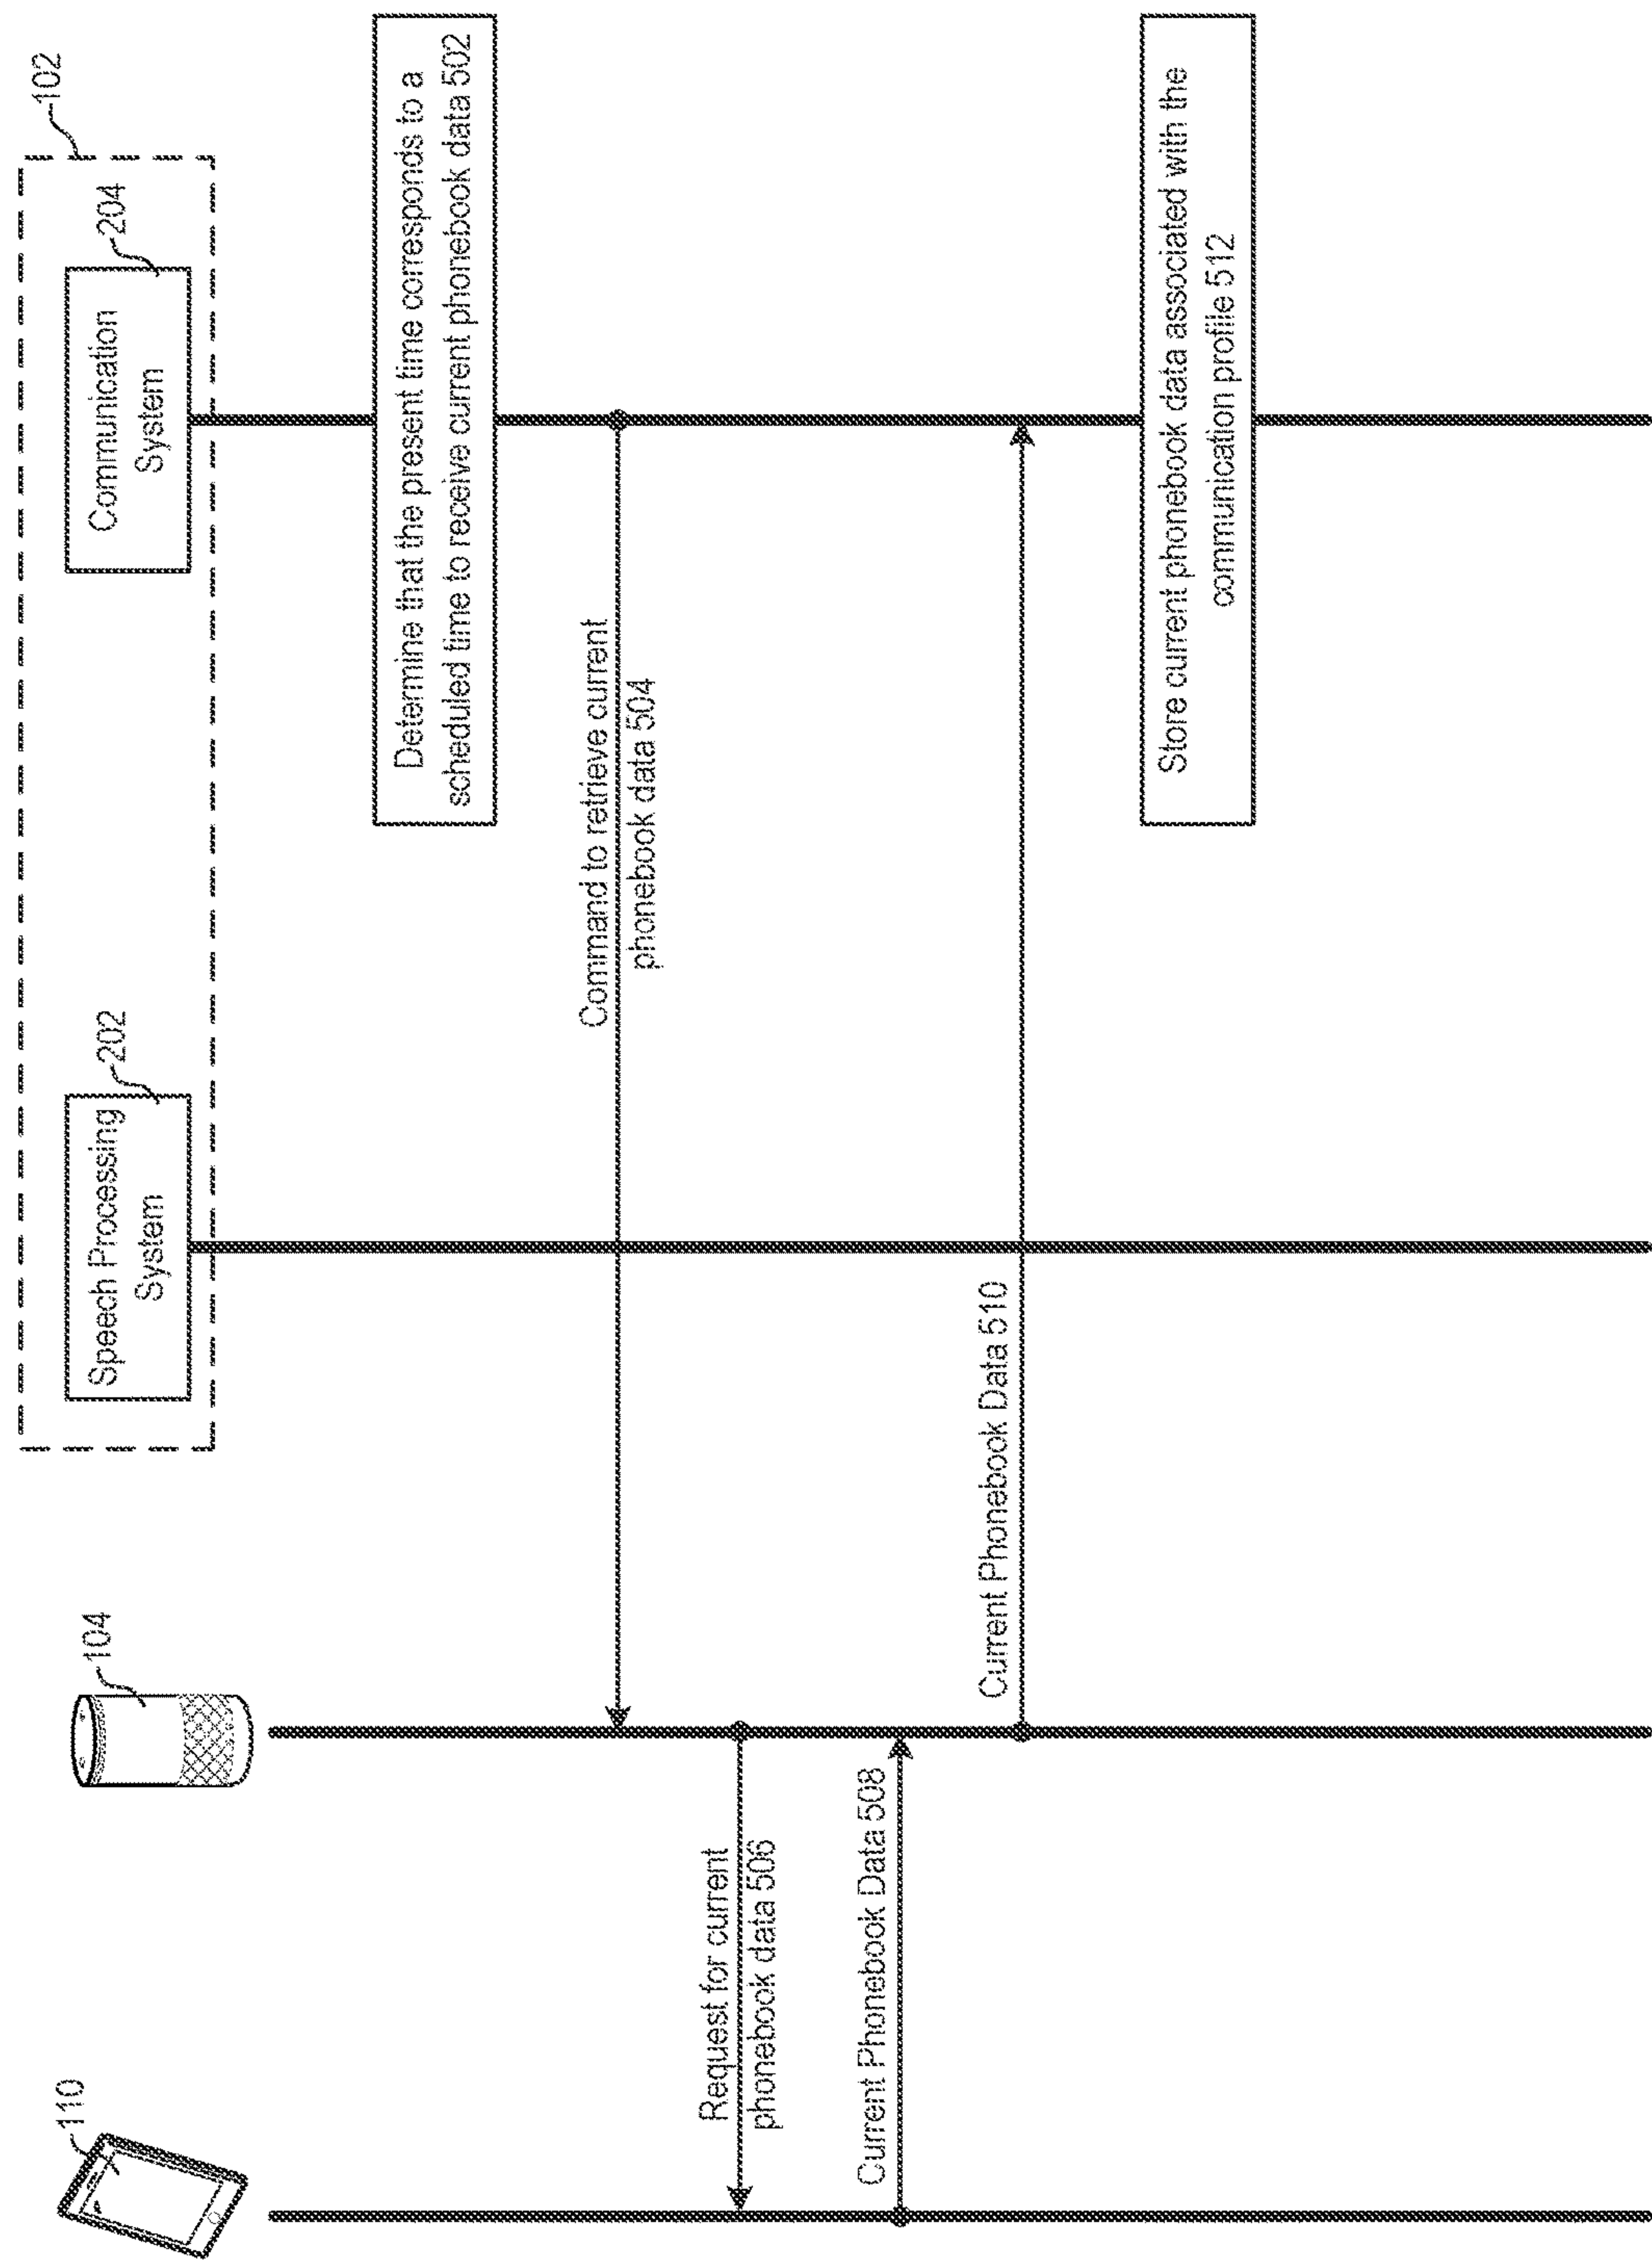 110
104
102
Speech Processing
System
202
Communication
System
204
Determine that the present time corresponds to a
scheduled time to receive current phonebook data 502
Command to retrieve current
phonebook data 504
Request for current
phonebook data 506
Current Phonebook Data 508
Current Phonebook Data 510
Store current phonebook data associated with the
communication profile 512